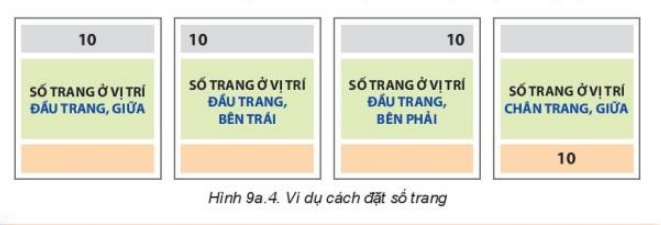 10
SỐ TRANG Ở VỊ TRÍ
ĐẦU TRANG, GIỮA
10
SỐ TRANG Ở VỊ TRÍ
ĐẦU TRANG,
BÊN TRÁI
10
SỐ TRANG Ở VỊ TRÍ
ĐẦU TRANG,
BÊN PHẢI
SỐ TRANG Ở VỊ TRÍ
CHÂN TRANG, GIỮA
10
Hình 9a.4. Ví dụ cách đặt số trang